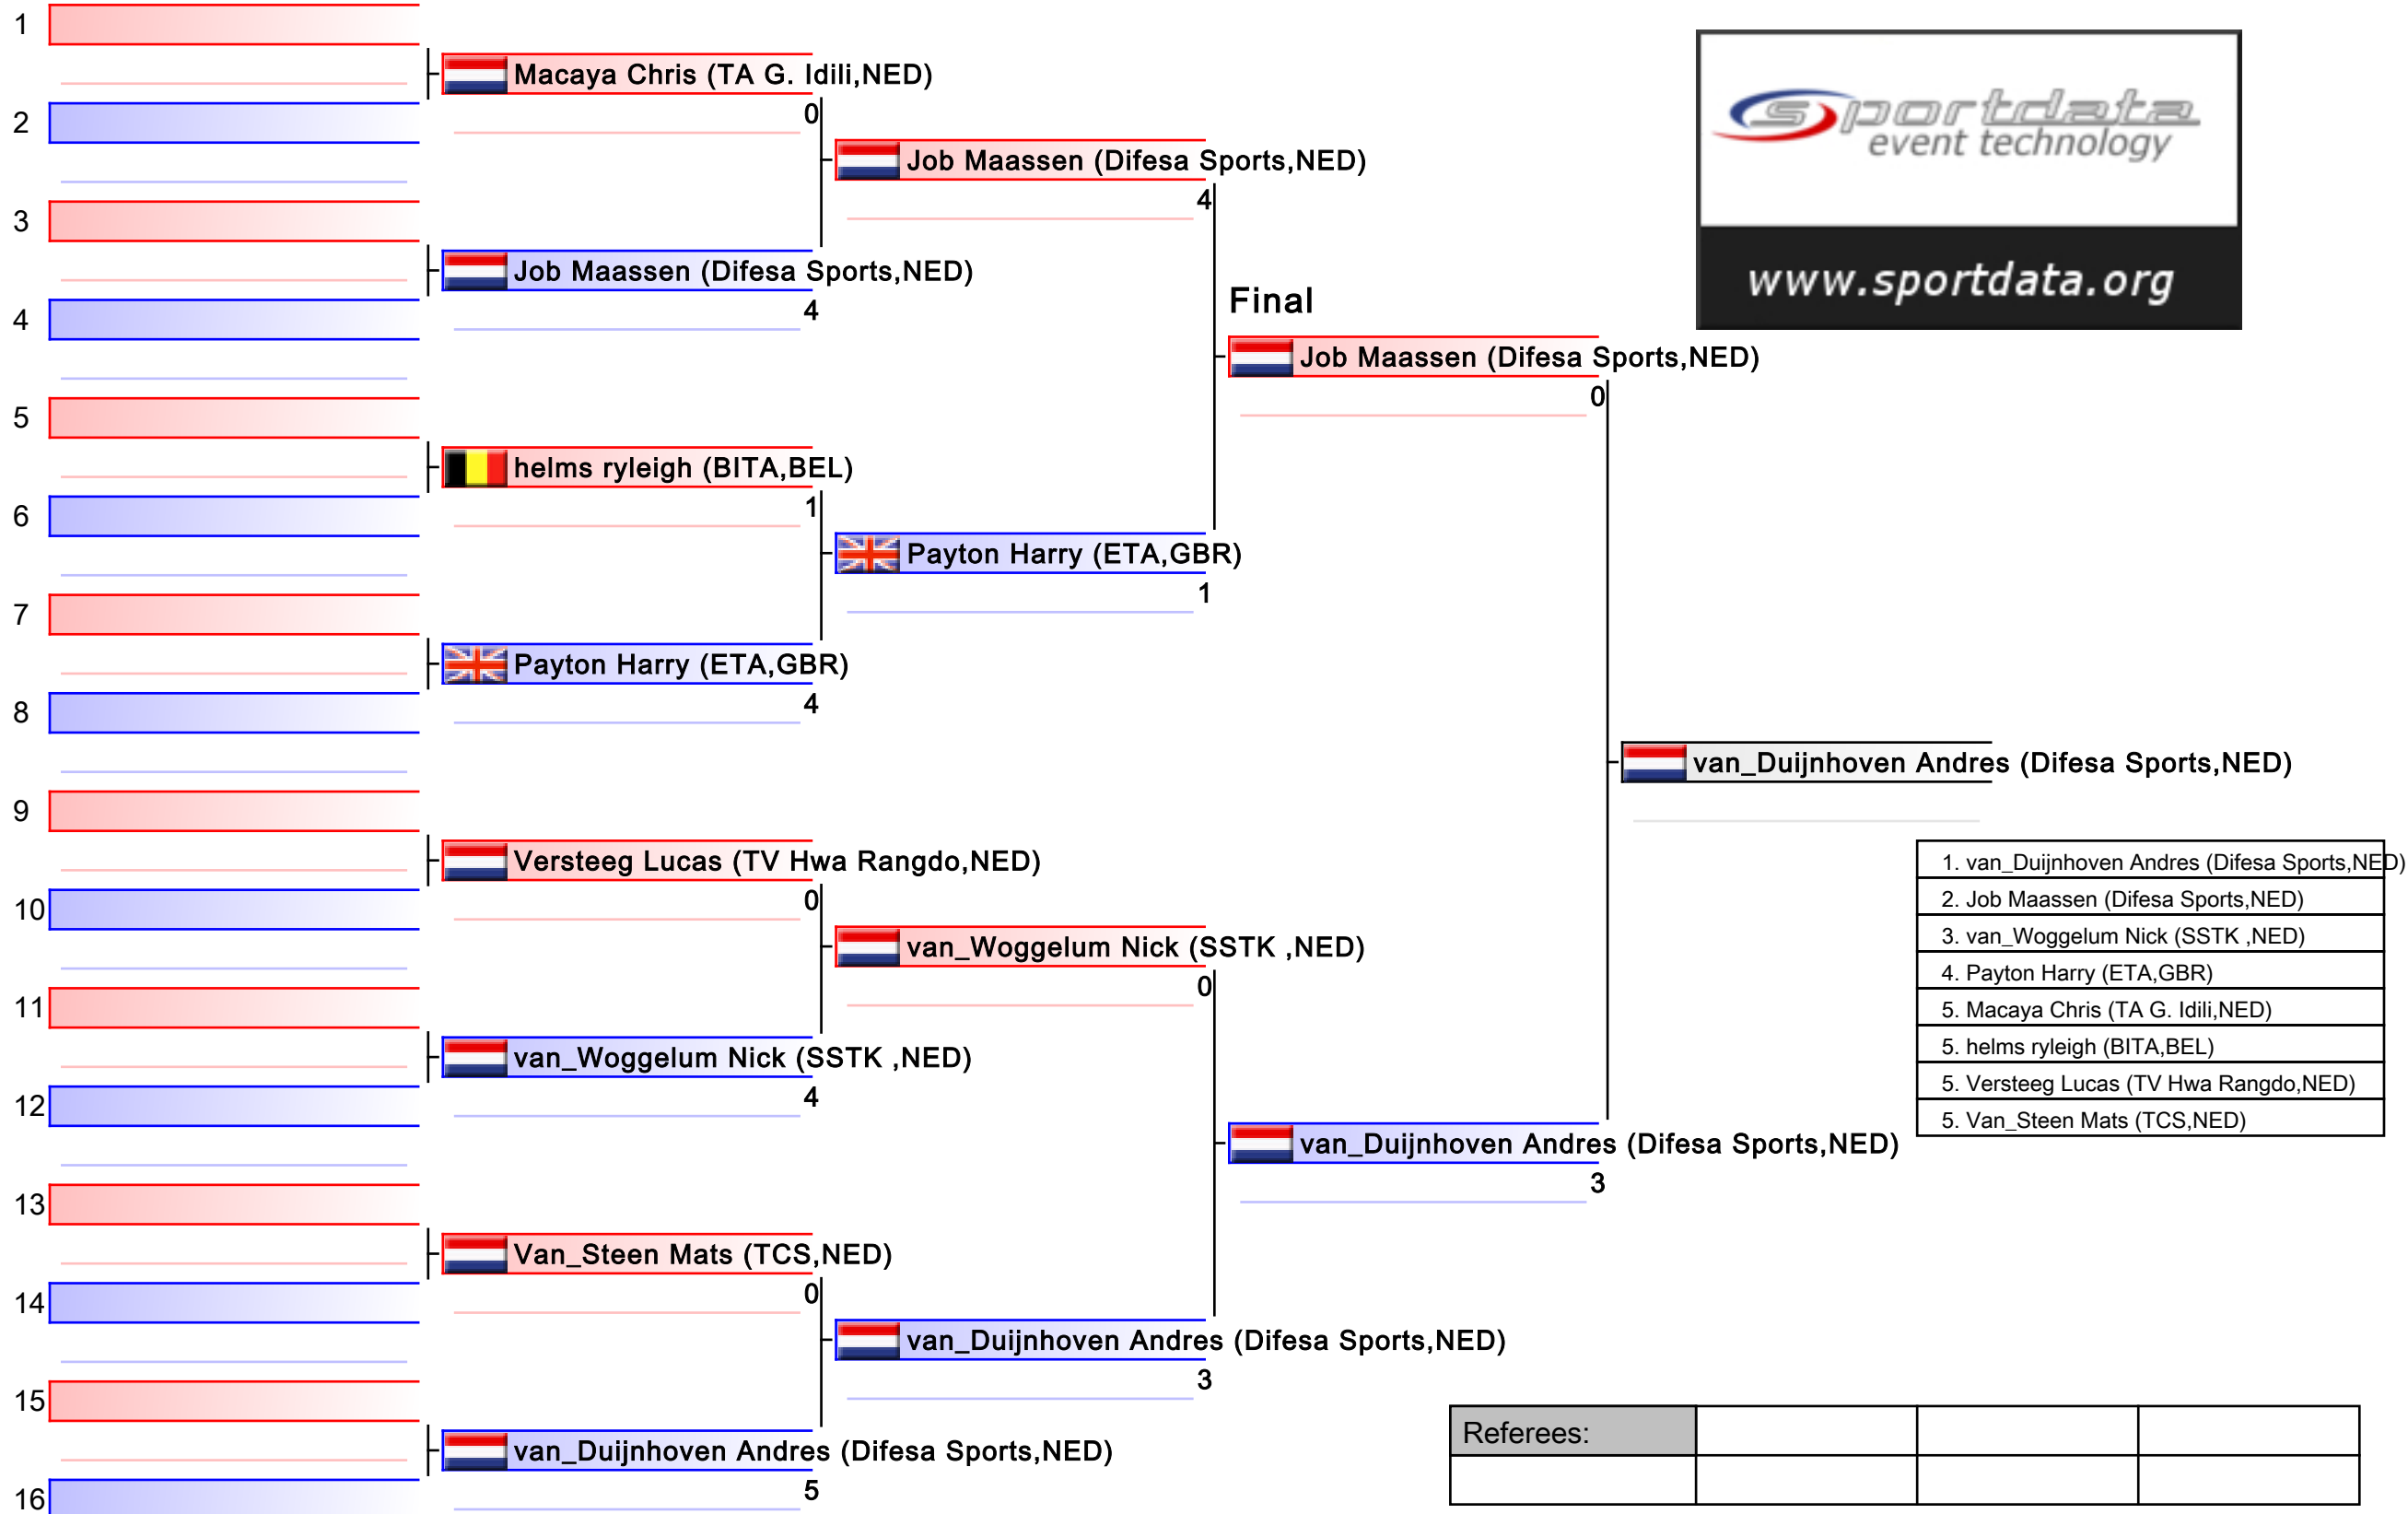 1
Macaya Chris (TA G. Idili,NED)
0
2
Job Maassen (Difesa Sports,NED)
4
3
Job Maassen (Difesa Sports,NED)
4
4
sportdata
event technology
www.sportdata.org
Final
Job Maassen (Difesa Sports,NED)
0
5
helms ryleigh (BITA,BEL)
1
6
Payton Harry (ETA,GBR)
1
7
Payton Harry (ETA,GBR)
4
8
van_Duijnhoven Andres (Difesa Sports,NED)
9
Versteeg Lucas (TV Hwa Rangdo,NED)
0
10
van_Woggelum Nick (SSTK ,NED)
0
11
van_Woggelum Nick (SSTK ,NED)
4
12
van_Duijnhoven Andres (Difesa Sports,NED)
3
13
Van_Steen Mats (TCS,NED)
0
14
van_Duijnhoven Andres (Difesa Sports,NED)
3
15
van_Duijnhoven Andres (Difesa Sports,NED)
5
16
1. van_Duijnhoven Andres (Difesa Sports,NED)
2. Job Maassen (Difesa Sports,NED)
3. van_Woggelum Nick (SSTK ,NED)
4. Payton Harry (ETA,GBR)
5. Macaya Chris (TA G. Idili,NED)
5. helms ryleigh (BITA,BEL)
5. Versteeg Lucas (TV Hwa Rangdo,NED)
5. Van_Steen Mats (TCS,NED)
Referees: